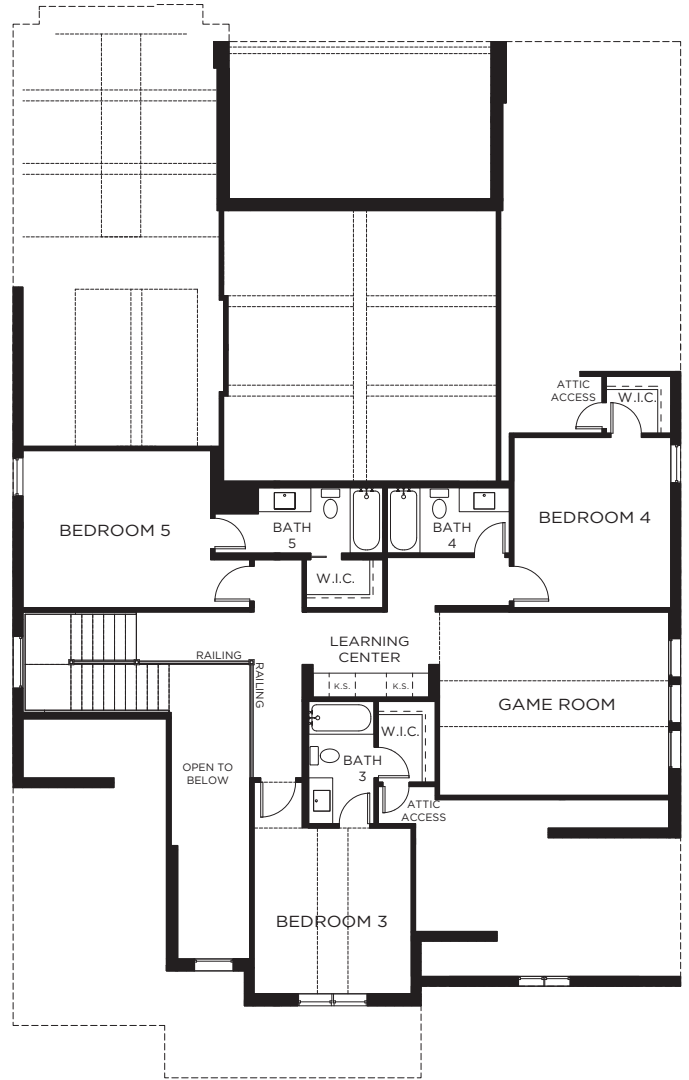 ATTIC
ACCESS
W.I.C.
BEDROOM 5
BATH
5
BATH
4
BEDROOM 4
W.I.C.
RAILING
RAILING
LEARNING
CENTER
K.S.
K.S.
GAME ROOM
OPEN TO
BELOW
W.I.C.
BATH
3
ATTIC
ACCESS
BEDROOM 3